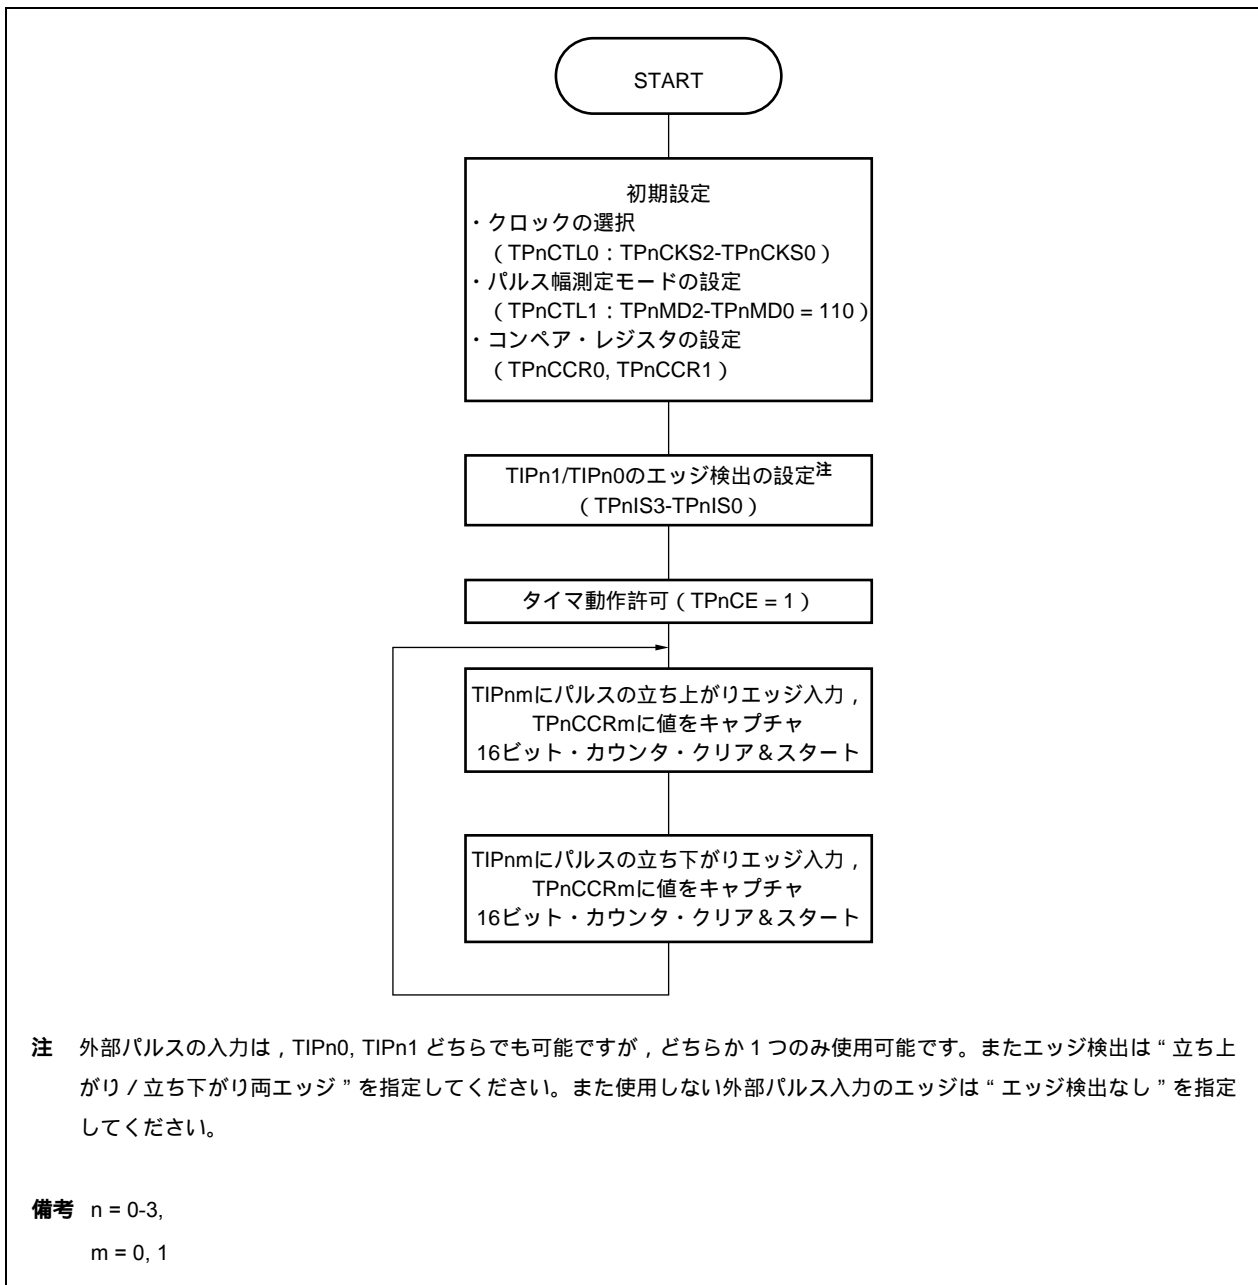 START
初期設定
・クロックの選択
（TPnCTL0：TPnCKS2-TPnCKS0）
・パルス幅測定モードの設定
（TPnCTL1：TPnMD2-TPnMD0 = 110）
・コンペア・レジスタの設定
（TPnCCR0, TPnCCR1）
TIPn1/TIPn0のエッジ検出の設定注
（TPnIS3-TPnIS0）
タイマ動作許可（TPnCE = 1）
TIPnmにパルスの立ち上がりエッジ入力，
TPnCCRmに値をキャプチャ
16ビット・カウンタ・クリア＆スタート
TIPnmにパルスの立ち下がりエッジ入力，
TPnCCRmに値をキャプチャ
16ビット・カウンタ・クリア＆スタート
注 外部パルスの入力は，TIPn0, TIPn1 どちらでも可能ですが，どちらか1つのみ使用可能です。またエッジ検出は“立ち上
がり／立ち下がり両エッジ”を指定してください。また使用しない外部パルス入力のエッジは“エッジ検出なし”を指定
してください。
備考 n = 0-3,
m = 0, 1